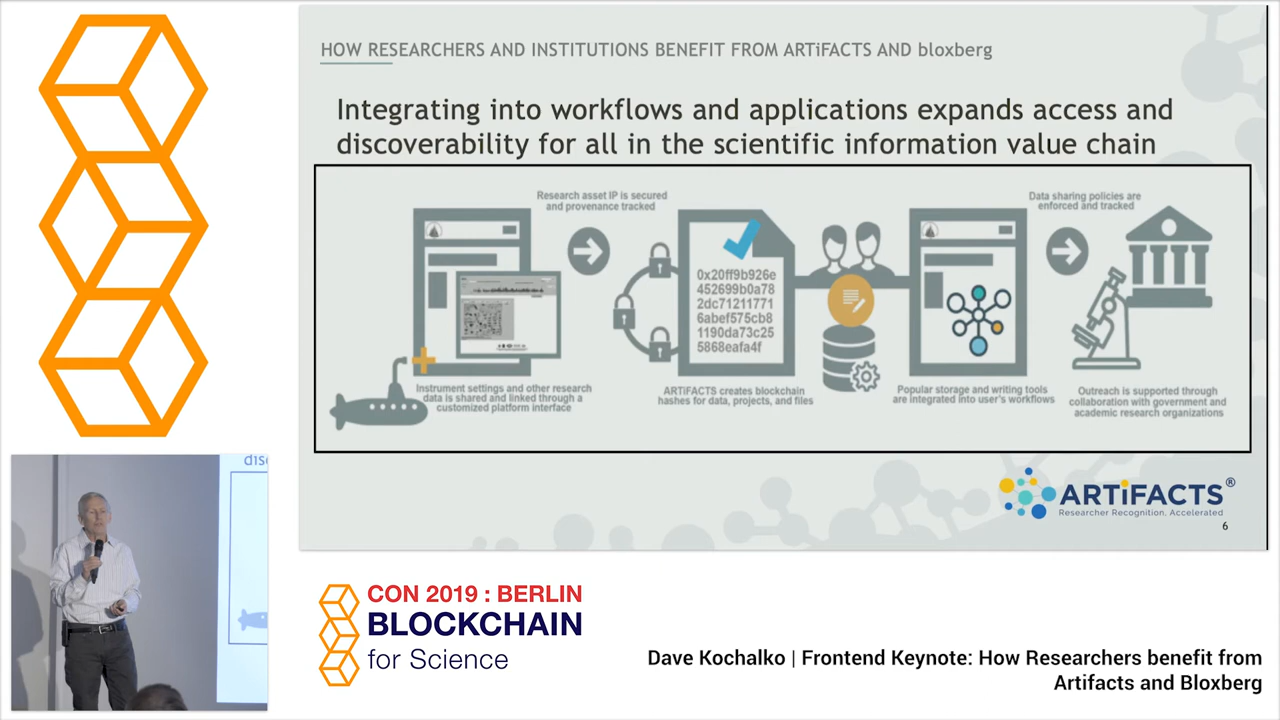 HOW RESEARCHERS AND INSTITUTIONS BENEFIT FROM ARTiFACTS AND bloxberg
Integrating into workflows and applications expands access and
discoverability for all in the scientific information value chain
Research asset IP is secured
and provenance tracked
Data sharing policies are
enforced and tracked
0x20ff9b926e
452699b0a78
2dc71211771
6abef575cb8
1190da73c25
5868eafa4f
Instrument settings and other research
data is shared and linked through a
customized platform interface
ARTiFACTS creates blockchain
hashes for data, projects, and files
Popular storage and writing tools
are integrated into user's workflows
Outreach is supported through
collaboration with government and
academic research organizations
ARTiFACTS®
Researcher Recognition. Accelerated
6
disc
CON 2019 : BERLIN
BLOCKCHAIN
for Science
Dave Kochalko | Frontend Keynote: How Researchers benefit from
Artifacts and Bloxberg